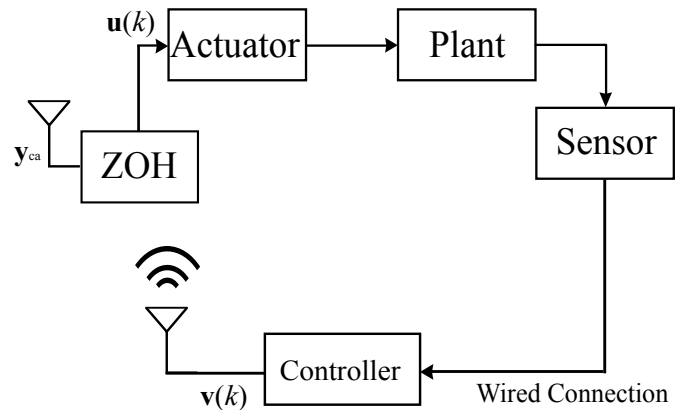 u(k)
Actuator
Plant
y_ca
ZOH
Sensor
Controller
v(k)
Wired Connection